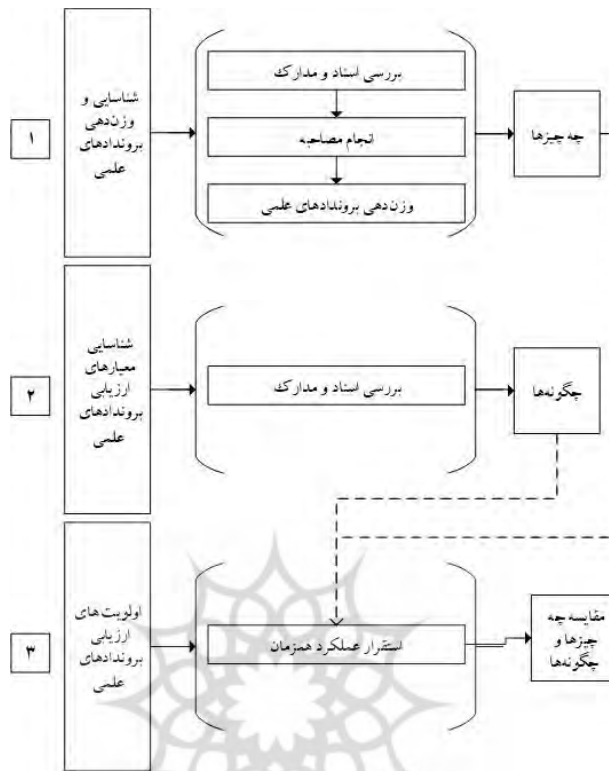 ۱
شناسایی و
وزن‌دهی
بروندادهای
علمی
بررسی اسناد و مدارک
انجام مصاحبه
وزن‌دهی بروندادهای علمی
چه چیزها
۲
شناسایی
معیارهای
ارزیابی
بروندادهای
علمی
بررسی اسناد و مدارک
چگونه‌ها
۳
اولویت‌های
ارزیابی
بروندادهای
علمی
استقرار عملکرد همزمان
مقایسه چه
چیزها و
چگونه‌ها